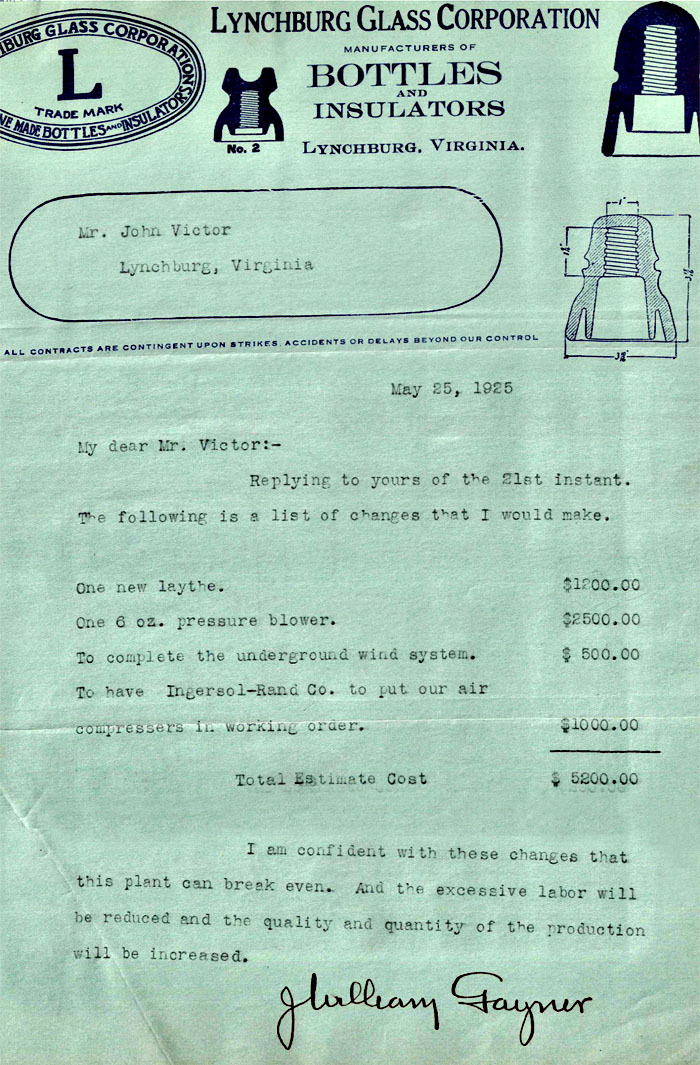 LYNCHBURG GLASS CORPORATION
MANUFACTURERS OF
BOTTLES
AND
INSULATORS
LYNCHBURG, VIRGINIA.
BURG GLASS CORPORATION
L
TRADE MARK
NE MADE BOTTLES AND INSULATORS
No. 2
Mr. John Victor
Lynchburg, Virginia
1"
ALL CONTRACTS ARE CONTINGENT UPON STRIKES, ACCIDENTS OR DELAYS BEYOND OUR CONTROL
May 25, 1925
My dear Mr. Victor:-
Replying to yours of the 21st instant.
The following is a list of changes that I would make.
One new laythe. $1200.00
One 6 oz. pressure blower. $2500.00
To complete the underground wind system. $ 500.00
To have Ingersol-Rand Co. to put our air
compressers in working order. $1000.00
Total Estimate Cost $ 5200.00
I am confident with these changes that
this plant can break even. And the excessive labor will
be reduced and the quality and quantity of the production
will be increased.
J William Gayner